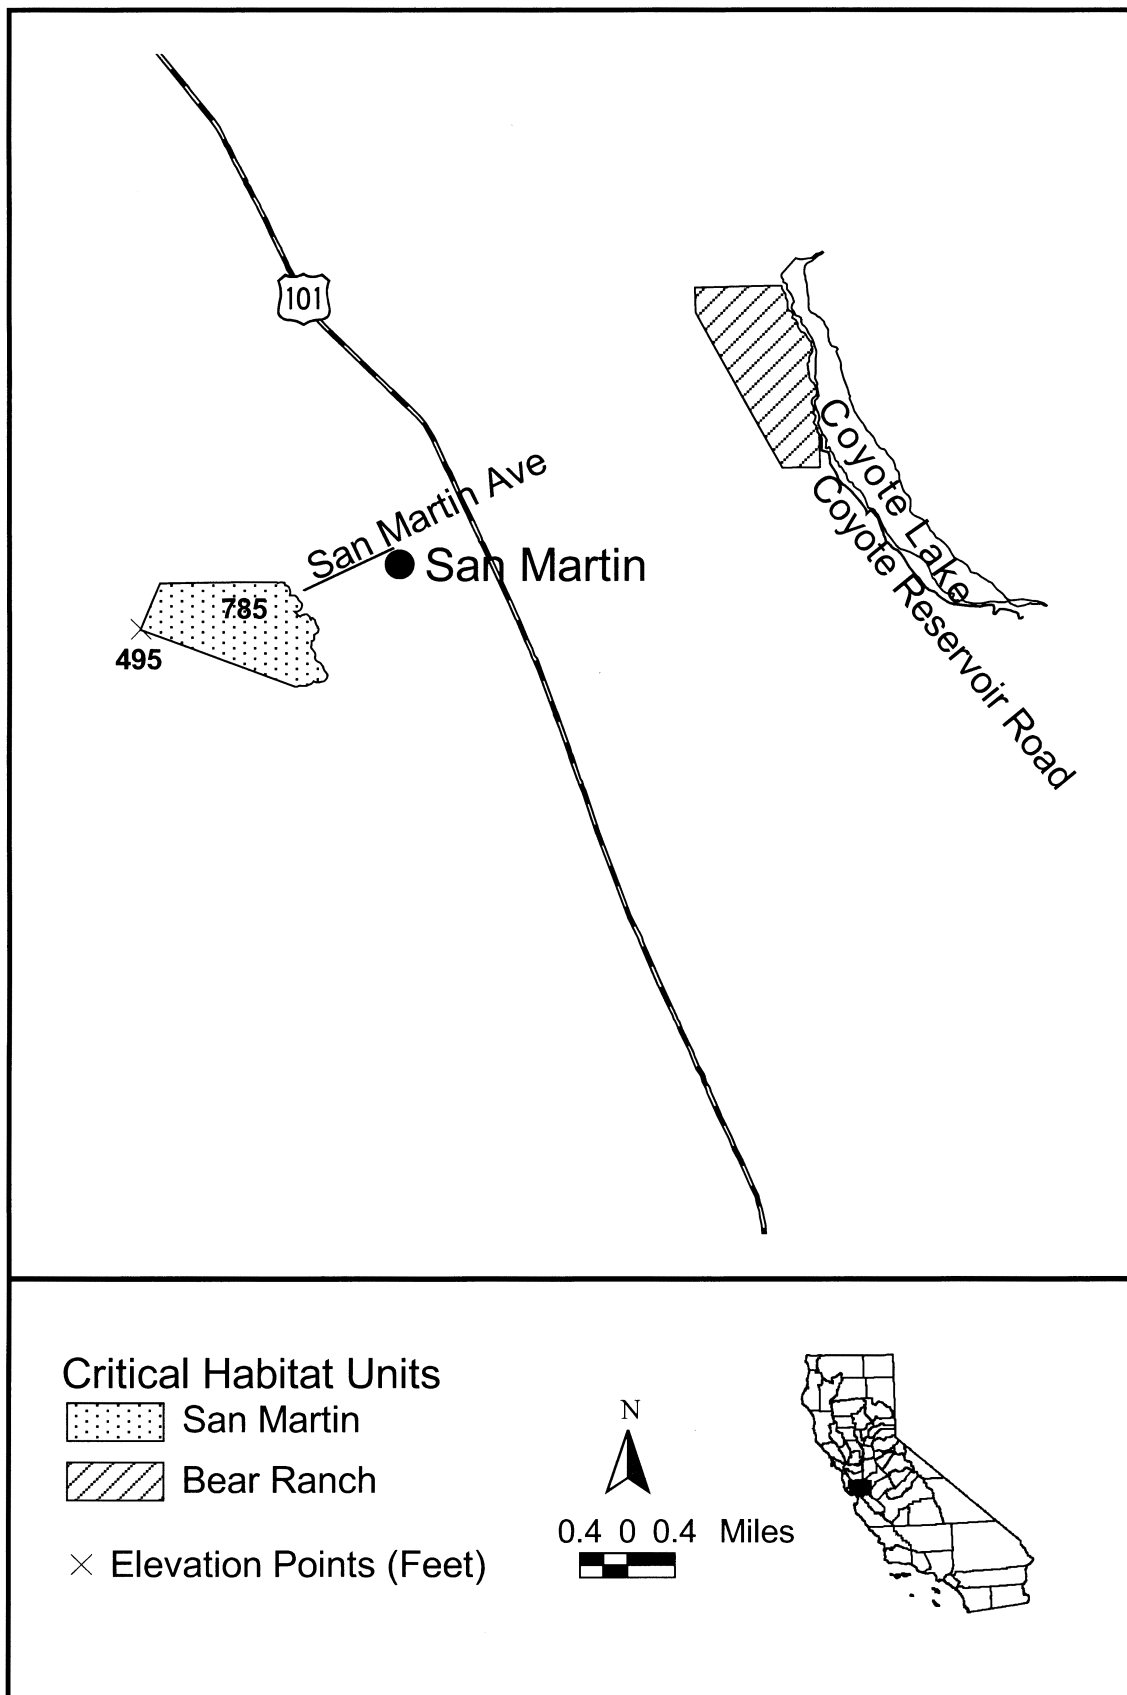 101
San Martin Ave
San Martin
785
495
Coyote Lake
Coyote Reservoir Road
Critical Habitat Units
San Martin
Bear Ranch
Elevation Points (Feet)
N
0.4 0 0.4 Miles